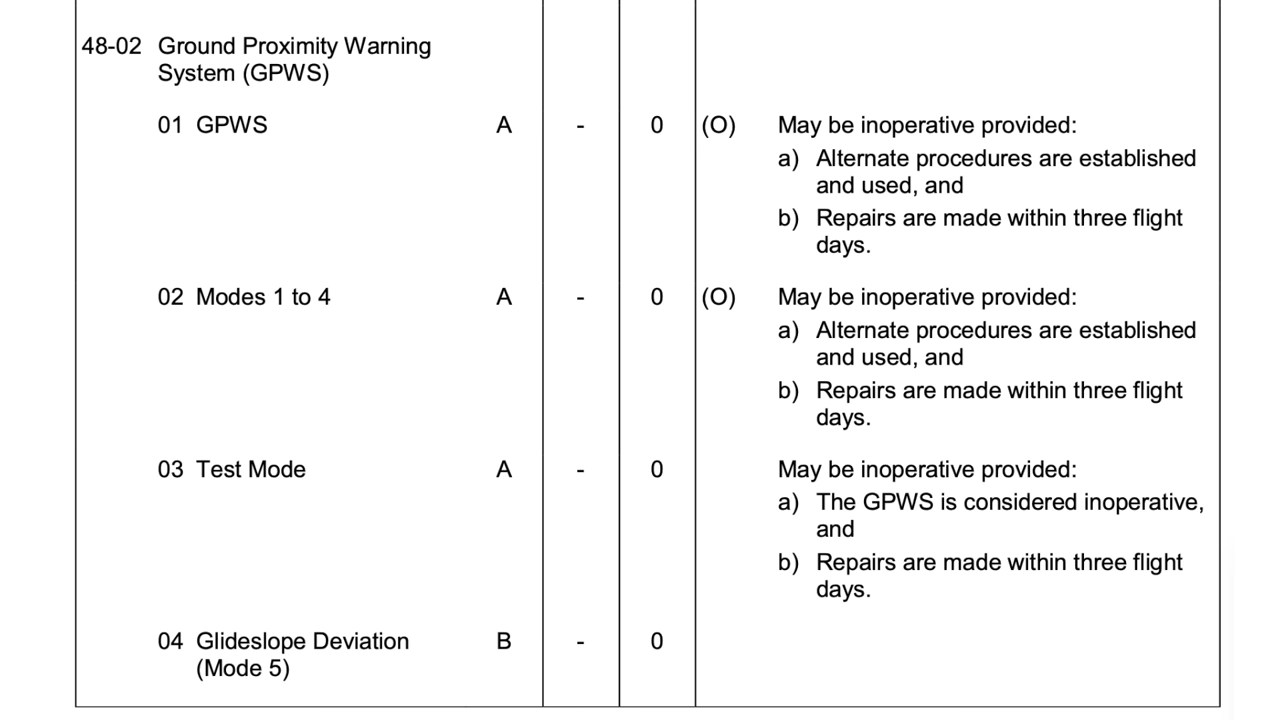 48-02 Ground Proximity Warning
System (GPWS)
01 GPWS A - 0 (O) May be inoperative provided:
a) Alternate procedures are established
and used, and
b) Repairs are made within three flight
days.
02 Modes 1 to 4 A - 0 (O) May be inoperative provided:
a) Alternate procedures are established
and used, and
b) Repairs are made within three flight
days.
03 Test Mode A - 0 May be inoperative provided:
a) The GPWS is considered inoperative,
and
b) Repairs are made within three flight
days.
04 Glideslope Deviation B - 0
(Mode 5)